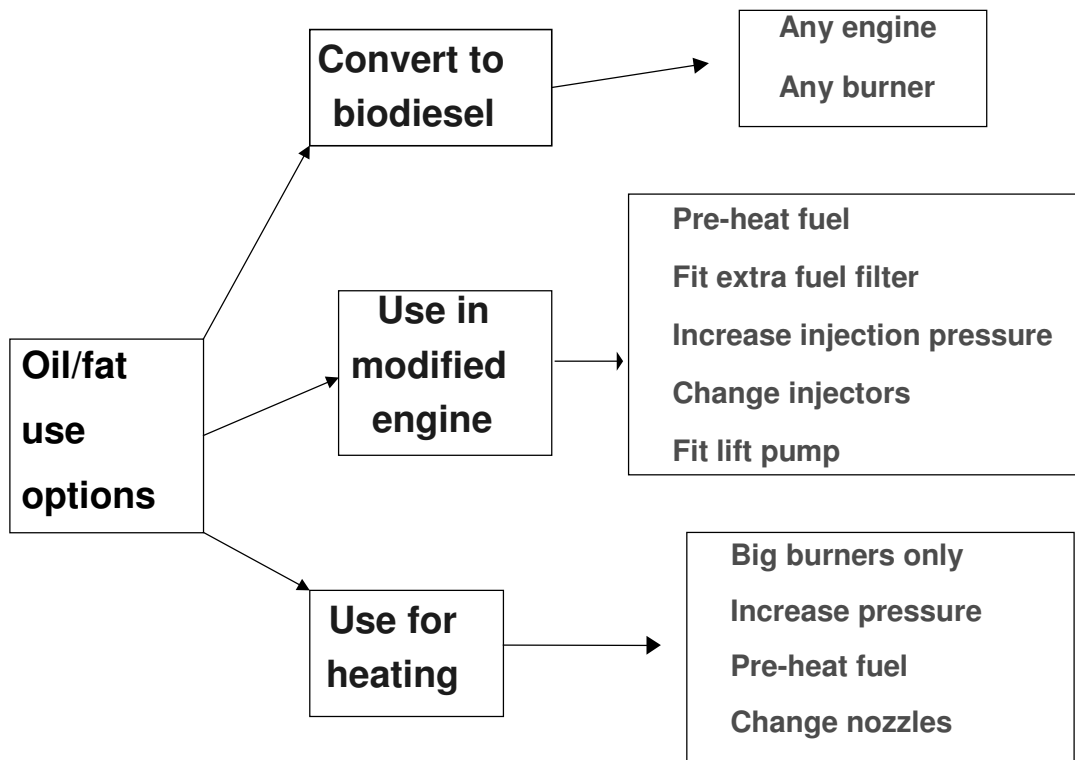 Oil/fat
use
options
Convert to
biodiesel
Any engine
Any burner
Use in
modified
engine
Pre-heat fuel
Fit extra fuel filter
Increase injection pressure
Change injectors
Fit lift pump
Use for
heating
Big burners only
Increase pressure
Pre-heat fuel
Change nozzles